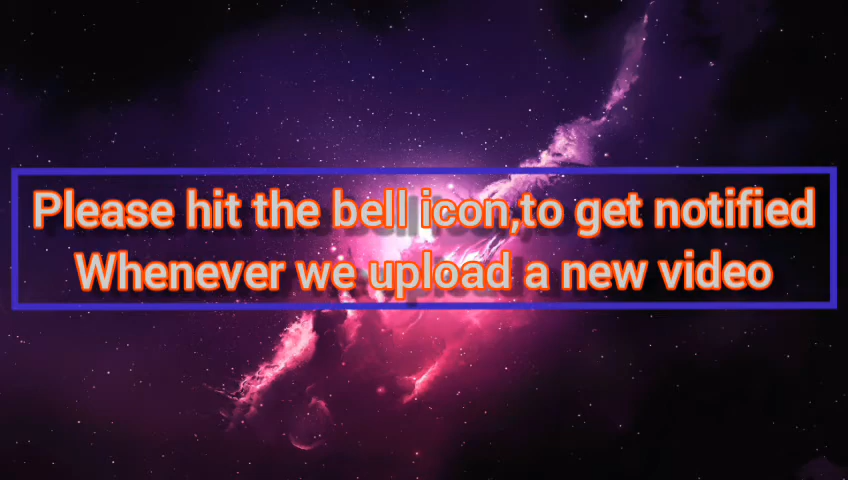 Please hit the bell icon,to get notified
Whenever we upload a new video